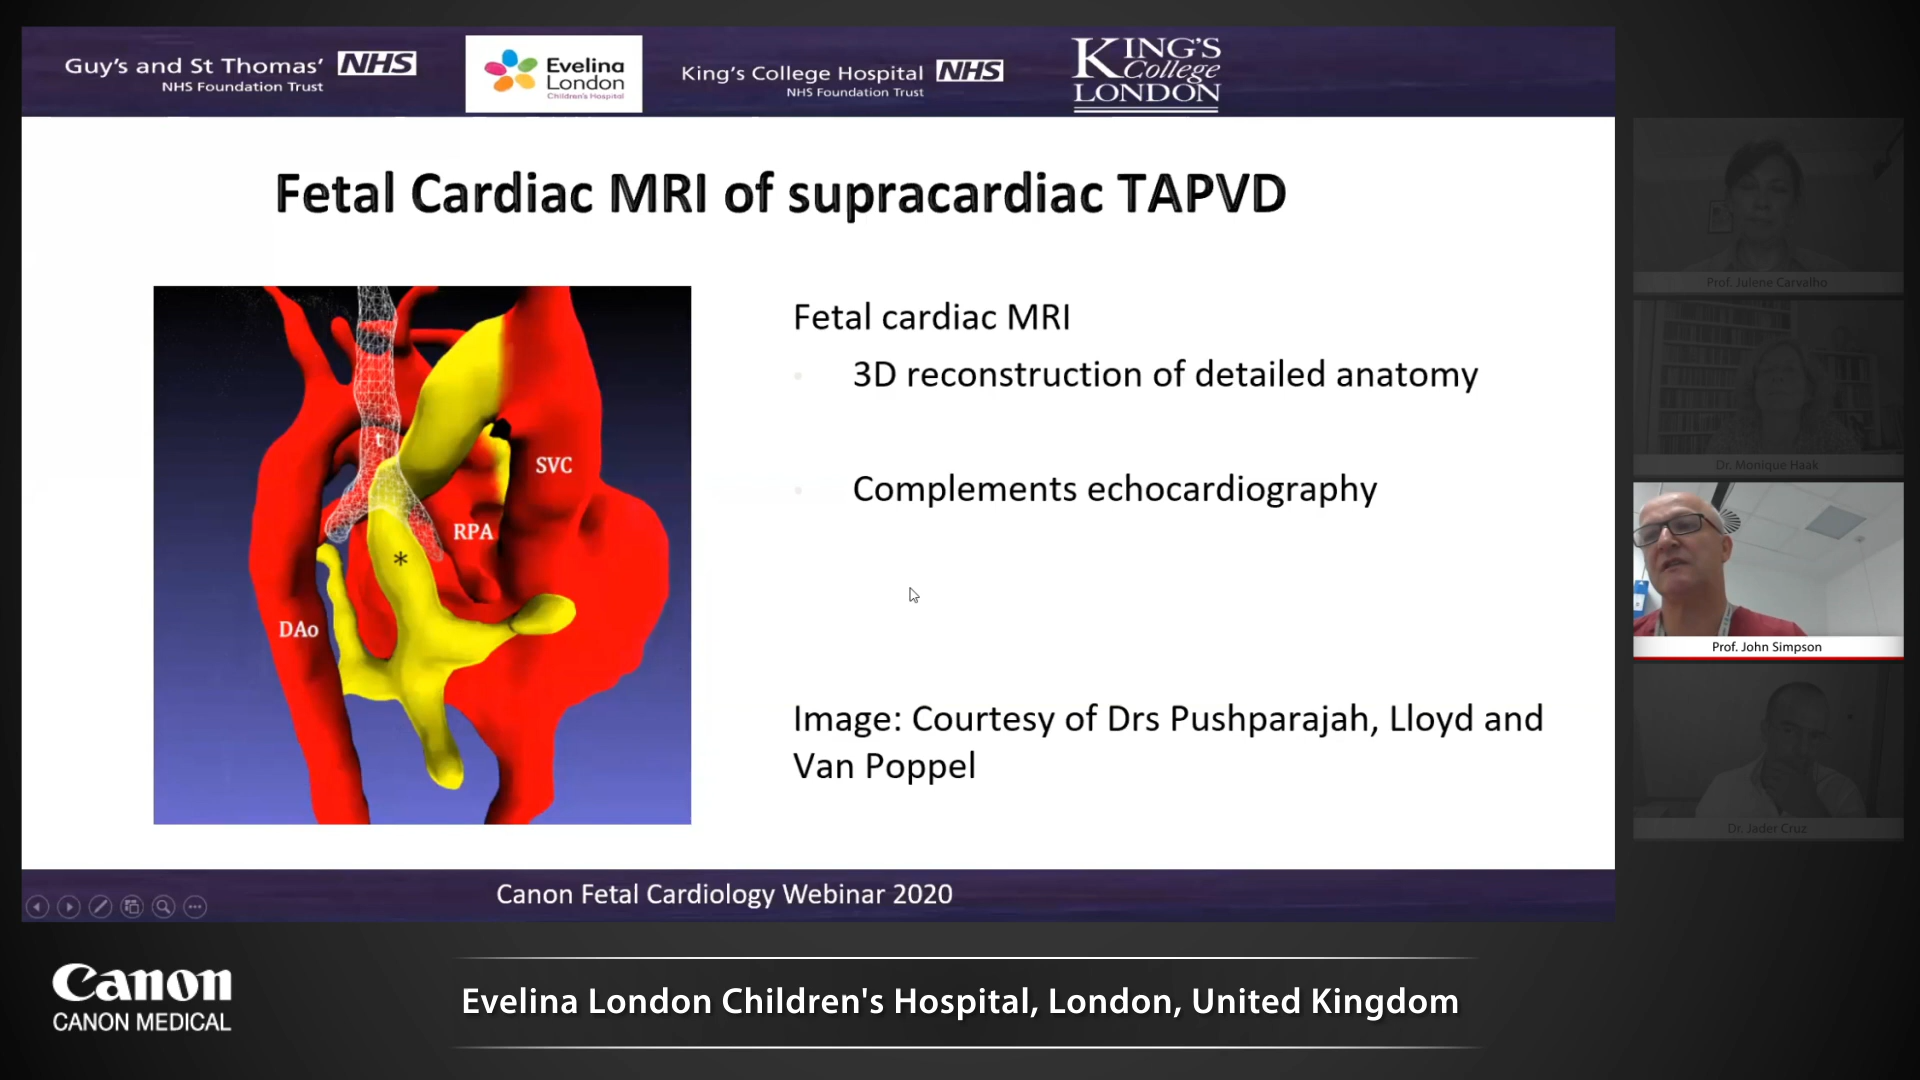 Guy's and St Thomas' NHS
NHS Foundation Trust
Evelina
London
Children's Hospital
King's College Hospital NHS
NHS Foundation Trust
KING'S
College
LONDON
Fetal Cardiac MRI of supracardiac TAPVD
t
SVC
RPA
*
DAo
Fetal cardiac MRI
3D reconstruction of detailed anatomy
Complements echocardiography
Image: Courtesy of Drs Pushparajah, Lloyd and
Van Poppel
Canon Fetal Cardiology Webinar 2020
Prof. Julene Carvalho
Dr. Monique Haak
Prof. John Simpson
Dr. Jader Cruz
Canon
CANON MEDICAL
Evelina London Children's Hospital, London, United Kingdom